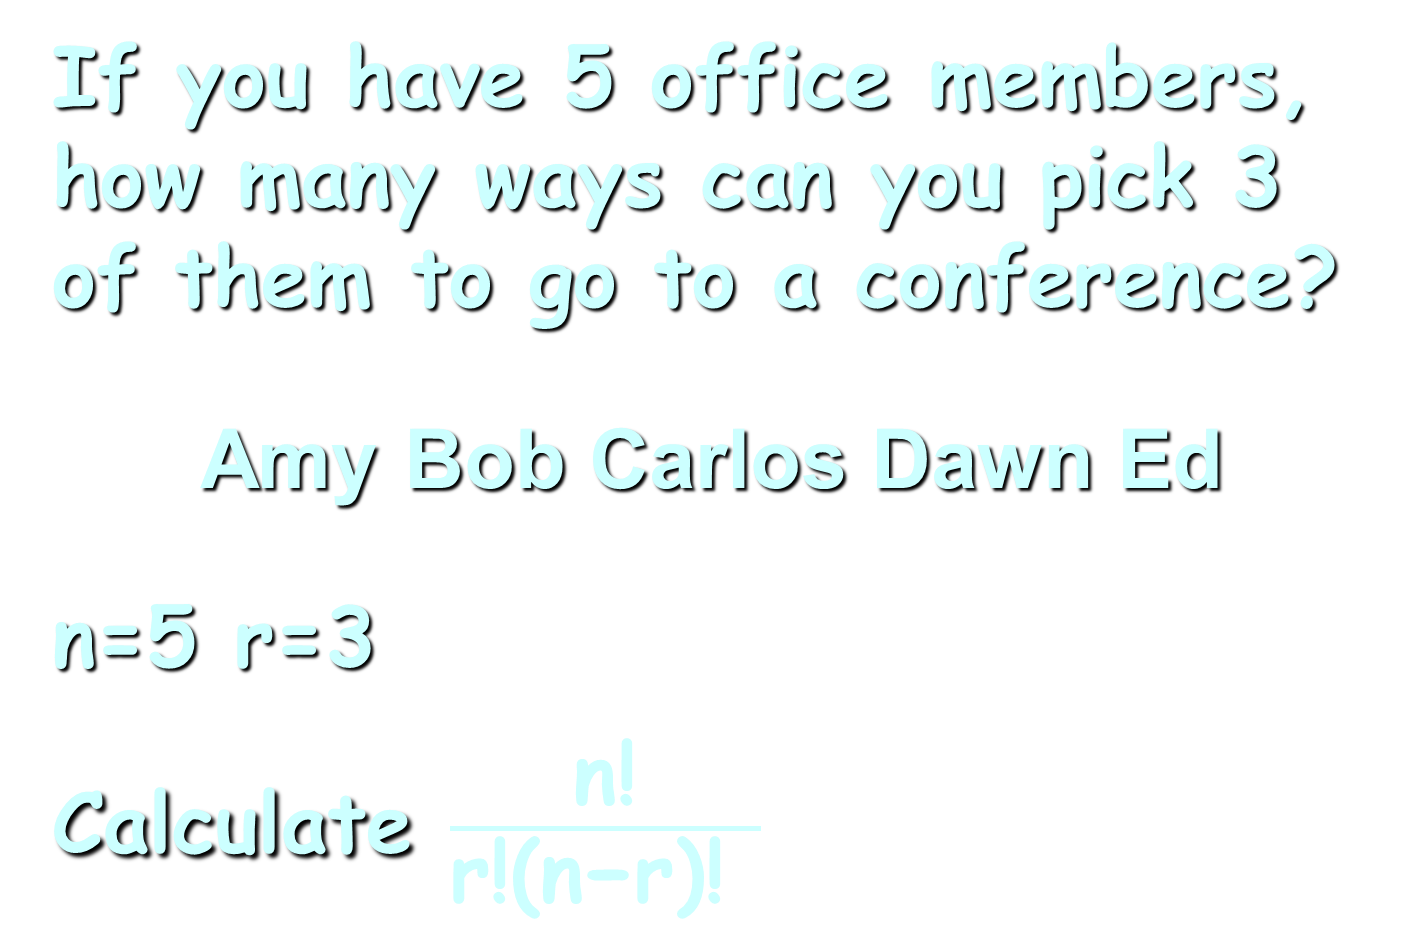 If you have 5 office members,
how many ways can you pick 3
of them to go to a conference?
Amy Bob Carlos Dawn Ed
n=5 r=3
Calculate n!
r!(n−r)!